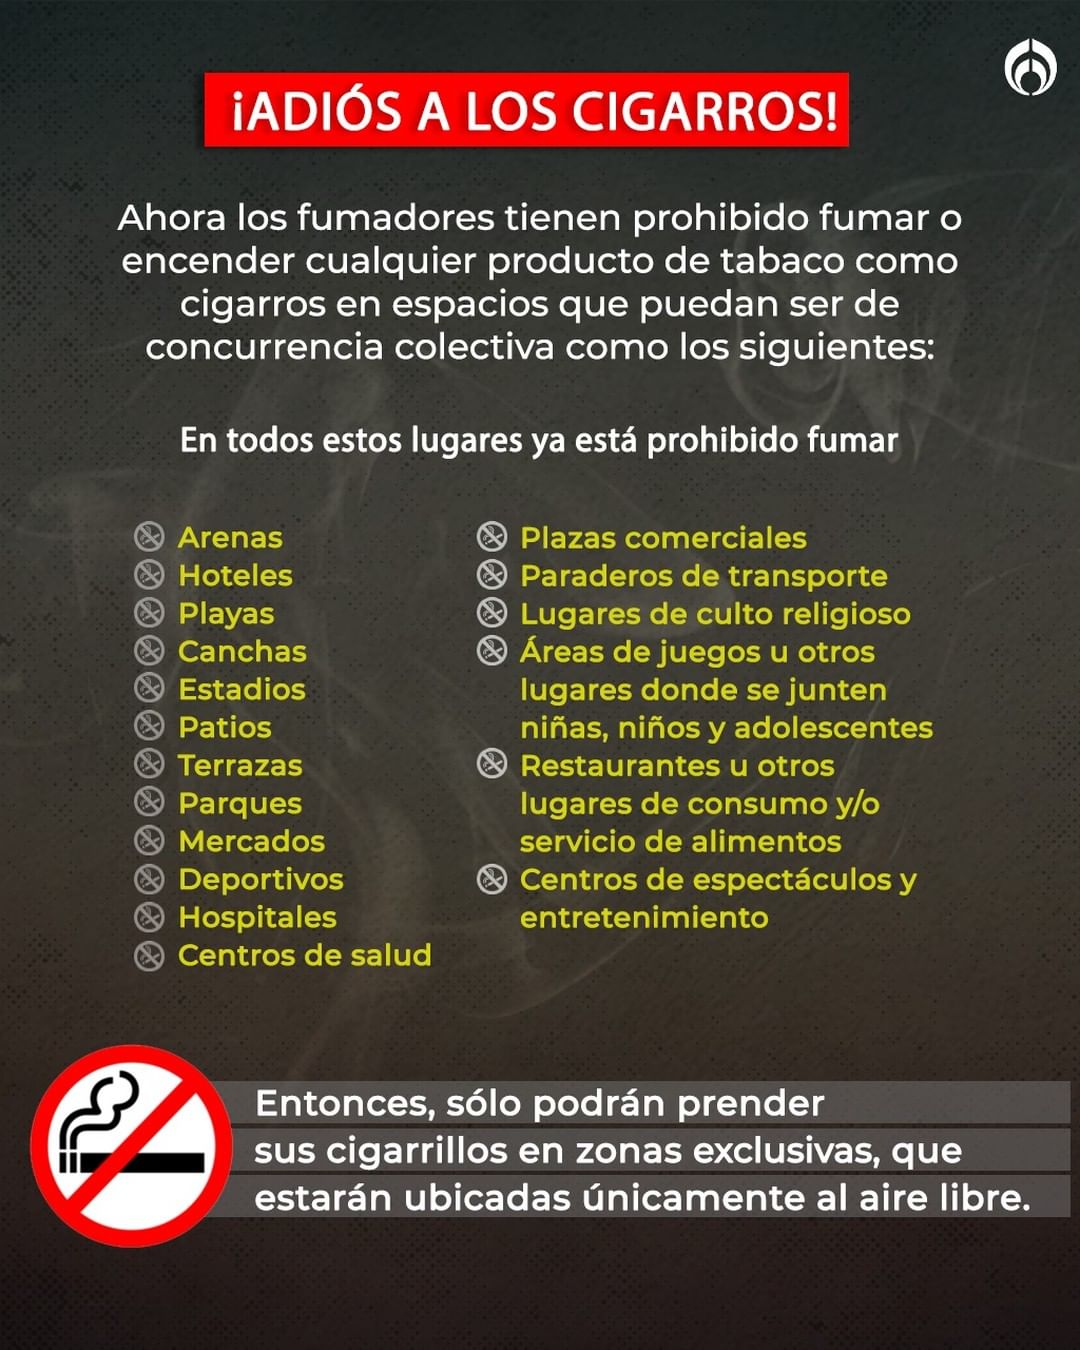 ¡ADIÓS A LOS CIGARROS!
Ahora los fumadores tienen prohibido fumar o
encender cualquier producto de tabaco como
cigarros en espacios que puedan ser de
concurrencia colectiva como los siguientes:
En todos estos lugares ya está prohibido fumar
Arenas
Hoteles
Playas
Canchas
Estadios
Patios
Terrazas
Parques
Mercados
Deportivos
Hospitales
Centros de salud
Plazas comerciales
Paraderos de transporte
Lugares de culto religioso
Áreas de juegos u otros
lugares donde se junten
niñas, niños y adolescentes
Restaurantes u otros
lugares de consumo y/o
servicio de alimentos
Centros de espectáculos y
entretenimiento
Entonces, sólo podrán prender
sus cigarrillos en zonas exclusivas, que
estarán ubicadas únicamente al aire libre.